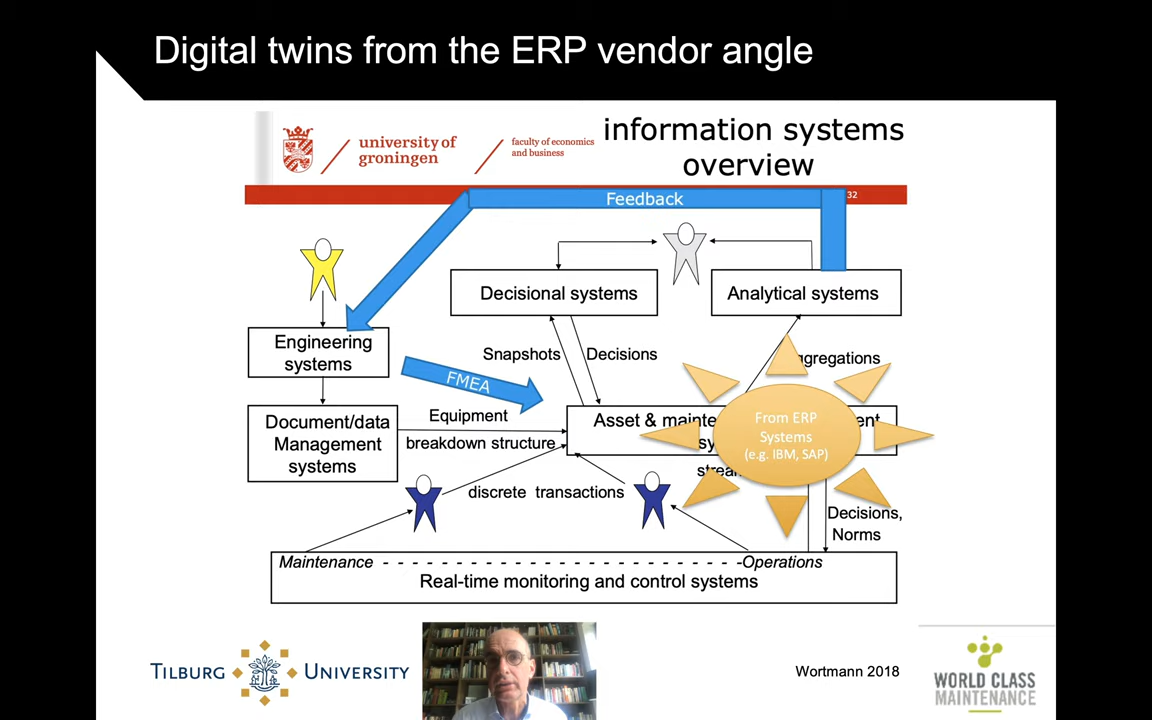 Digital twins from the ERP vendor angle
university of
groningen
faculty of economics
and business
information systems
overview
32
Feedback
Decisional systems
Analytical systems
Engineering
systems
Snapshots
Decisions
ggregations
FMEA
Document/data
Management
systems
Equipment
breakdown structure
Asset & mainte
ent
sy
From ERP
Systems
(e.g. IBM, SAP)
strea
discrete transactions
Decisions,
Norms
Maintenance
Operations
Real-time monitoring and control systems
TILBURG UNIVERSITY
Wortmann 2018
WORLD CLASS
MAINTENANCE